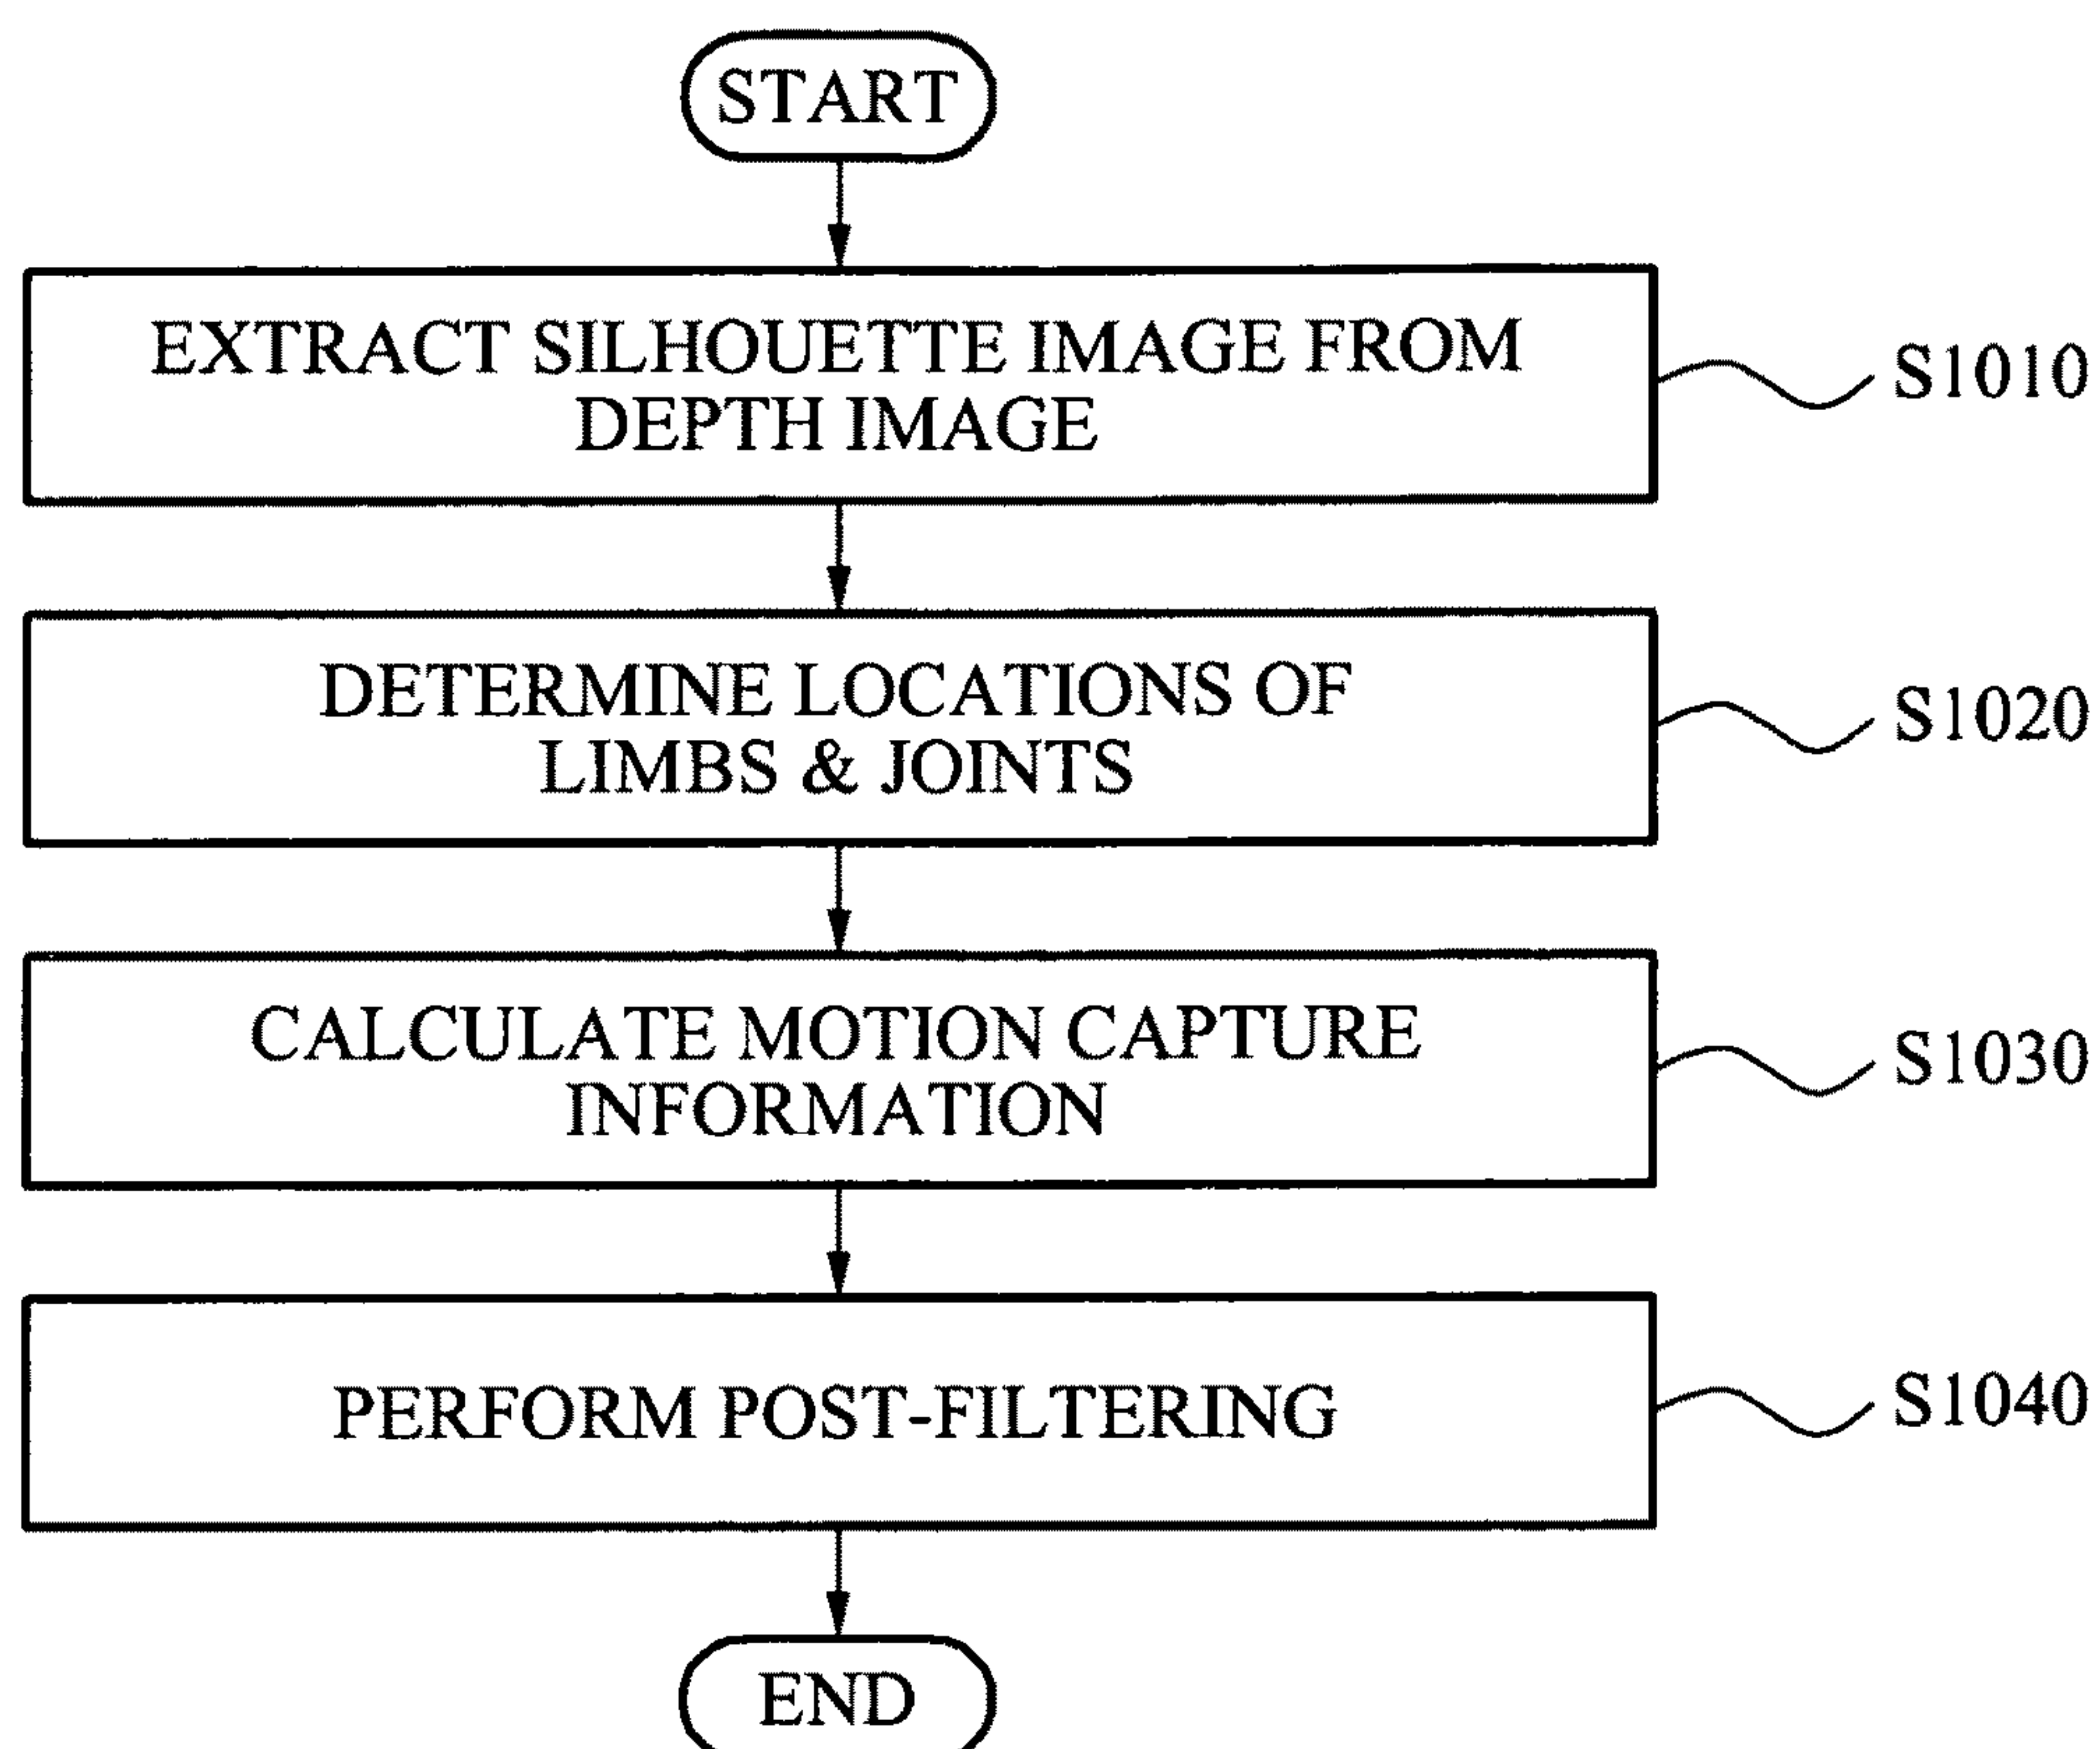 START
EXTRACT SILHOUETTE IMAGE FROM
DEPTH IMAGE
S1010
DETERMINE LOCATIONS OF
LIMBS & JOINTS
S1020
CALCULATE MOTION CAPTURE
INFORMATION
S1030
PERFORM POST-FILTERING
S1040
END